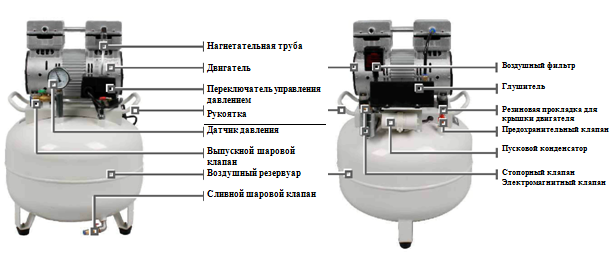 Нагнетательная труба
Двигатель
Переключатель управления
давлением
Рукоятка
Датчик давления
Выпускной шаровой
клапан
Воздушный резервуар
Сливной шаровой клапан
Воздушный фильтр
Глушитель
Резиновая прокладка для
крышки двигателя
Предохранительный клапан
Пусковой конденсатор
Стопорный клапан
Электромагнитный клапан